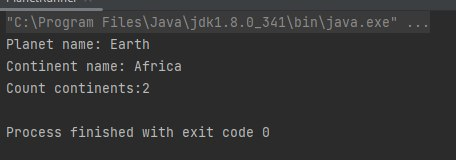 "C:\Program Files\Java\jdk1.8.0_341\bin\java.exe" ...
Planet name: Earth
Continent name: Africa
Count continents:2
Process finished with exit code 0